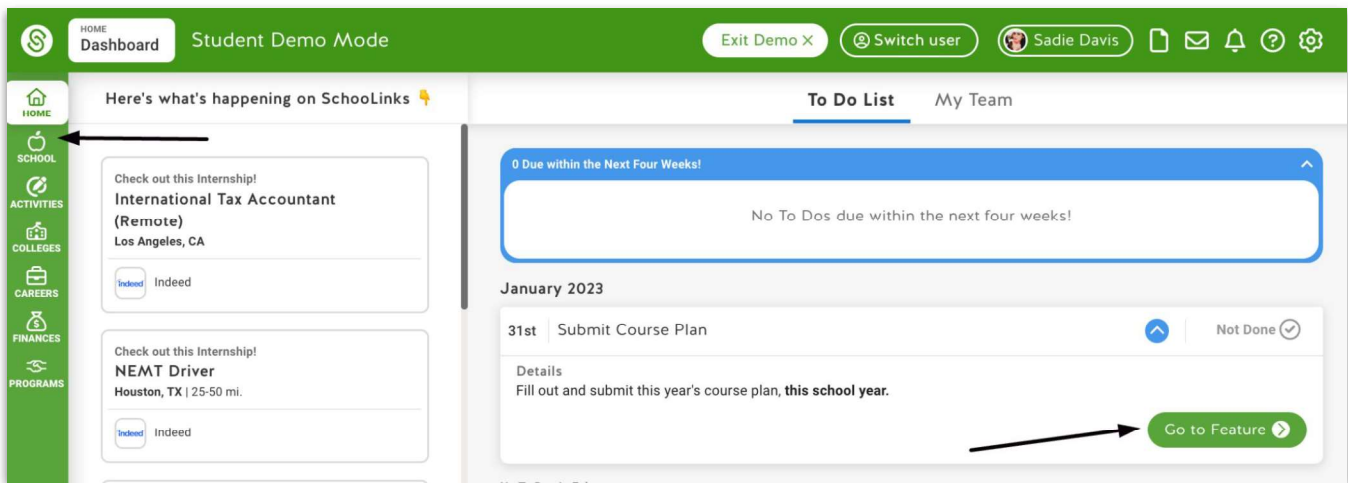 HOME
Dashboard
Student Demo Mode
Exit Demo ×
Switch user
Sadie Davis
HOME
SCHOOL
ACTIVITIES
COLLEGES
CAREERS
FINANCES
PROGRAMS
Here's what's happening on SchooLinks 👇
Check out this Internship!
International Tax Accountant
(Remote)
Los Angeles, CA
indeed Indeed
Check out this Internship!
NEMT Driver
Houston, TX | 25-50 mi.
indeed Indeed
To Do List My Team
0 Due within the Next Four Weeks!
No To Dos due within the next four weeks!
January 2023
31st Submit Course Plan Not Done
Details
Fill out and submit this year's course plan, this school year.
Go to Feature